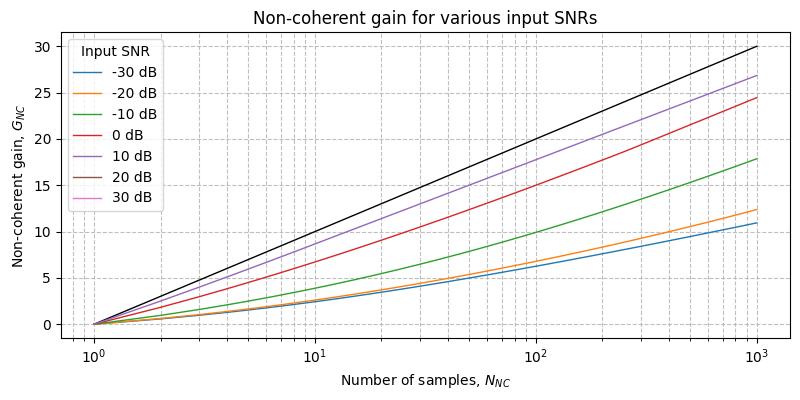 Non-coherent gain for various input SNRs
Non-coherent gain, G_NC
30
25
20
15
10
5
0
Input SNR
-30 dB
-20 dB
-10 dB
0 dB
10 dB
20 dB
30 dB
10^0
10^1
10^2
10^3
Number of samples, N_NC